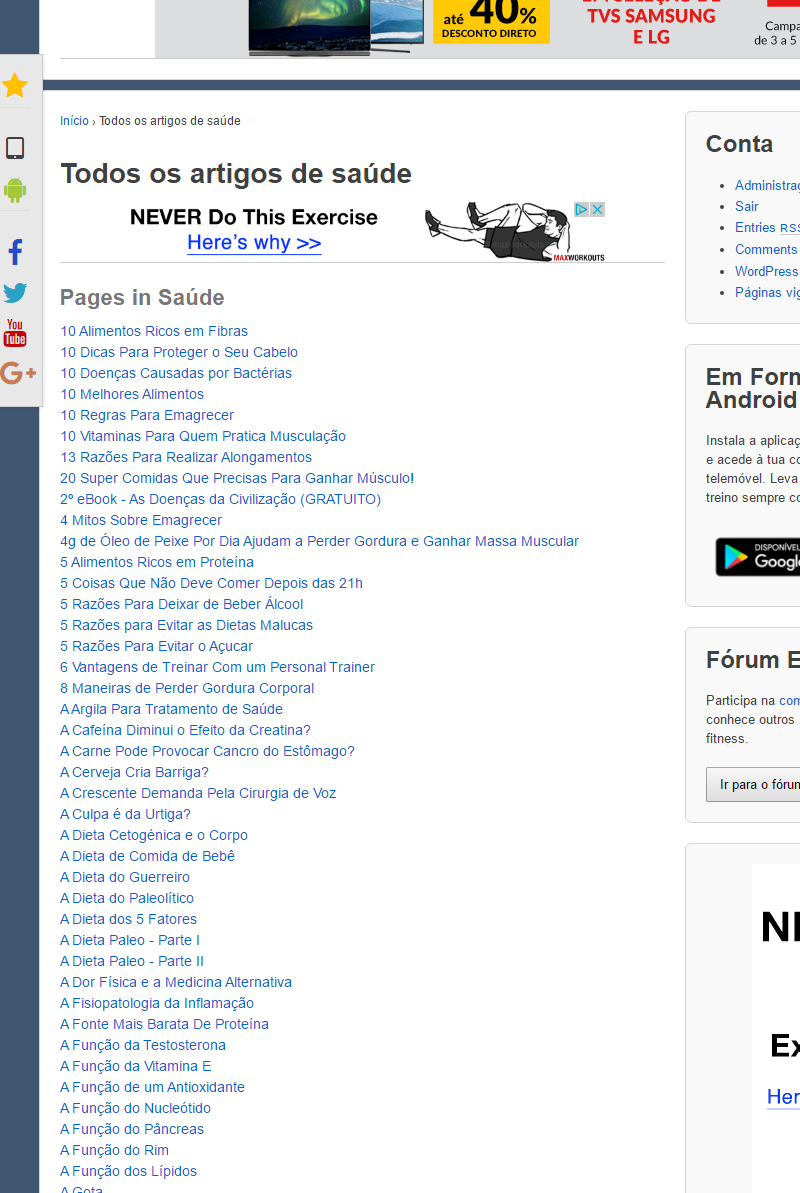 até 40%
DESCONTO DIRETO
TVS SAMSUNG
E LG
Campa
de 3 a 5
Início › Todos os artigos de saúde
Todos os artigos de saúde
NEVER Do This Exercise
Here's why >>
MAXWORKOUTS
Pages in Saúde
10 Alimentos Ricos em Fibras
10 Dicas Para Proteger o Seu Cabelo
10 Doenças Causadas por Bactérias
10 Melhores Alimentos
10 Regras Para Emagrecer
10 Vitaminas Para Quem Pratica Musculação
13 Razões Para Realizar Alongamentos
20 Super Comidas Que Precisas Para Ganhar Músculo!
2º eBook - As Doenças da Civilização (GRATUITO)
4 Mitos Sobre Emagrecer
4g de Óleo de Peixe Por Dia Ajudam a Perder Gordura e Ganhar Massa Muscular
5 Alimentos Ricos em Proteína
5 Coisas Que Não Deve Comer Depois das 21h
5 Razões Para Deixar de Beber Álcool
5 Razões para Evitar as Dietas Malucas
5 Razões Para Evitar o Açucar
6 Vantagens de Treinar Com um Personal Trainer
8 Maneiras de Perder Gordura Corporal
A Argila Para Tratamento de Saúde
A Cafeína Diminui o Efeito da Creatina?
A Carne Pode Provocar Cancro do Estômago?
A Cerveja Cria Barriga?
A Crescente Demanda Pela Cirurgia de Voz
A Culpa é da Urtiga?
A Dieta Cetogénica e o Corpo
A Dieta de Comida de Bebê
A Dieta do Guerreiro
A Dieta do Paleolítico
A Dieta dos 5 Fatores
A Dieta Paleo - Parte I
A Dieta Paleo - Parte II
A Dor Física e a Medicina Alternativa
A Fisiopatologia da Inflamação
A Fonte Mais Barata De Proteína
A Função da Testosterona
A Função da Vitamina E
A Função de um Antioxidante
A Função do Nucleótido
A Função do Pâncreas
A Função do Rim
A Função dos Lípidos
A Gota
Conta
Administraç
Sair
Entries RSS
Comments
WordPress
Páginas vig
Em Form
Android
Instala a aplicaç
e acede à tua co
telemóvel. Leva
treino sempre co
DISPONÍVE
Google
Fórum E
Participa na com
conhece outros
fitness.
Ir para o fórum
NE
Ex
Her
You
Tube
G+